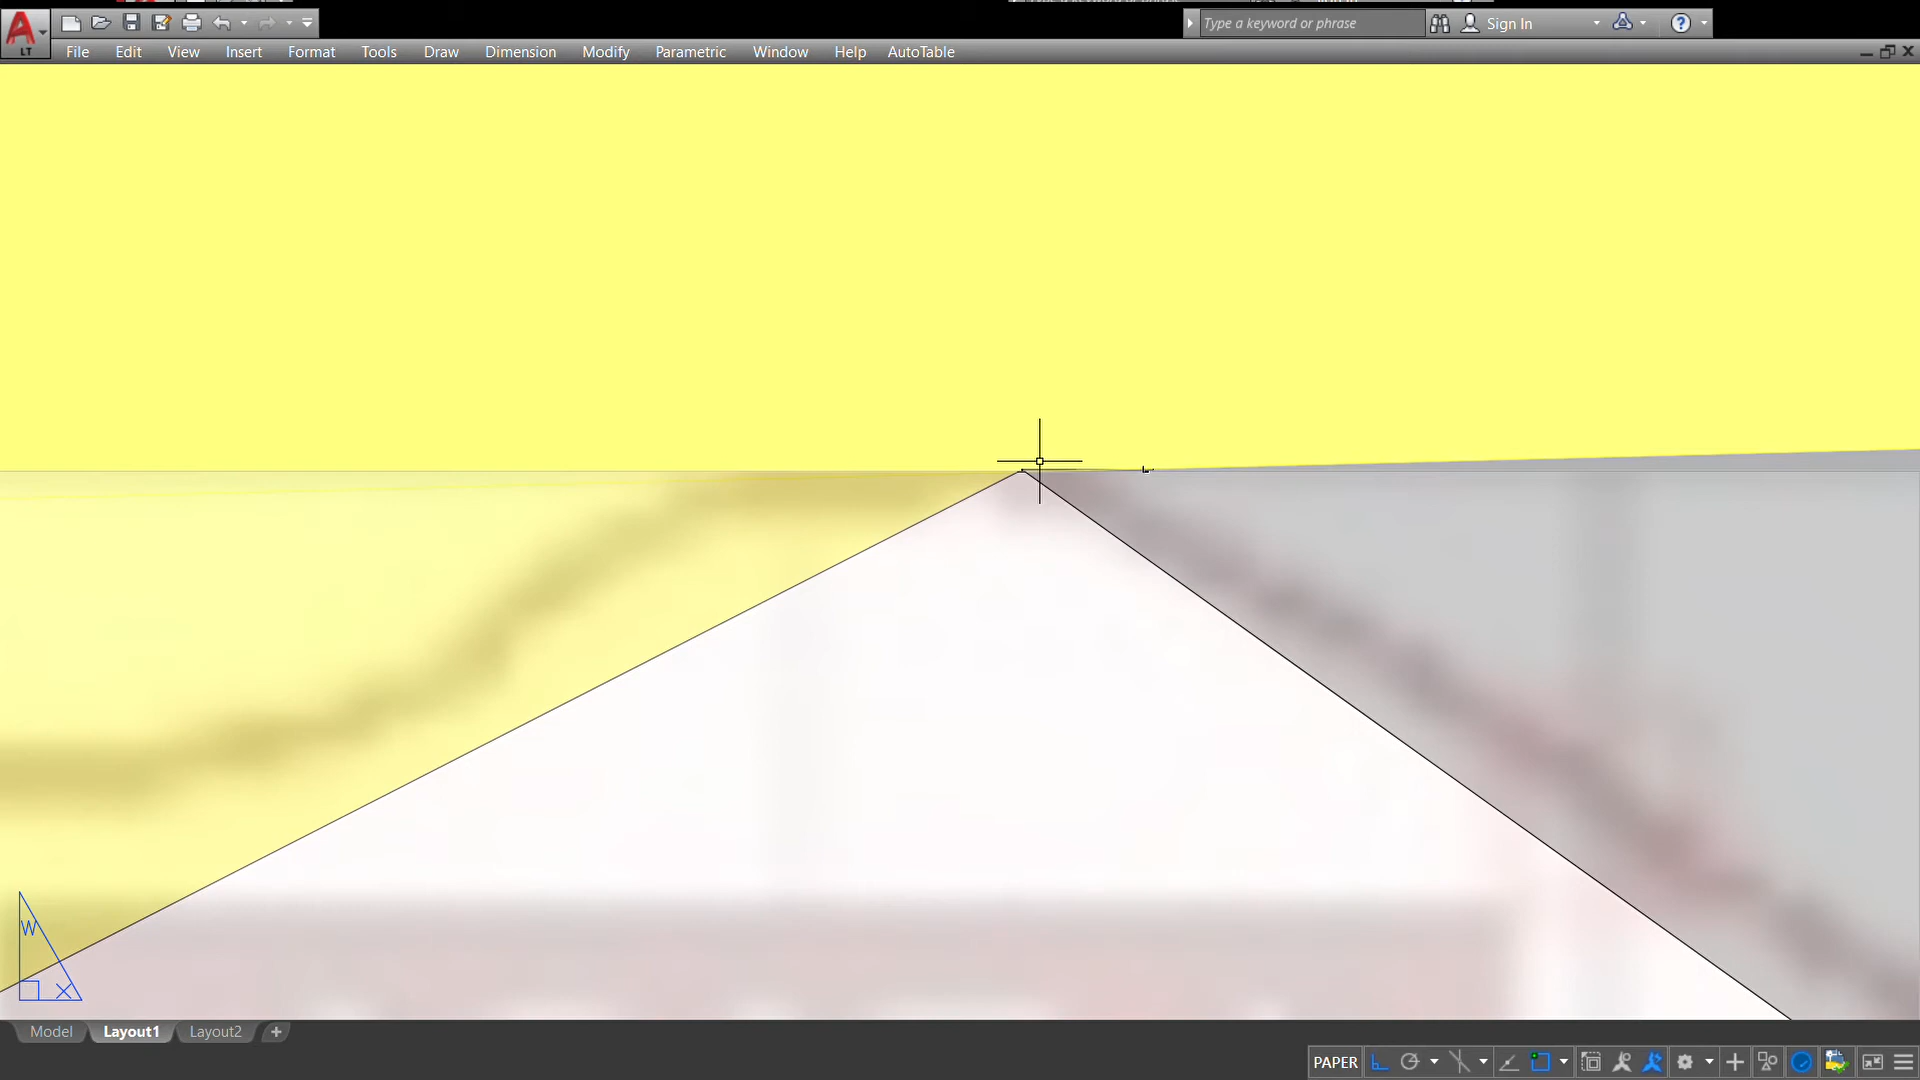 Type a keyword or phrase
Sign In
LT
File Edit View Insert Format Tools Draw Dimension Modify Parametric Window Help AutoTable
W
X
Model Layout1 Layout2 +
PAPER